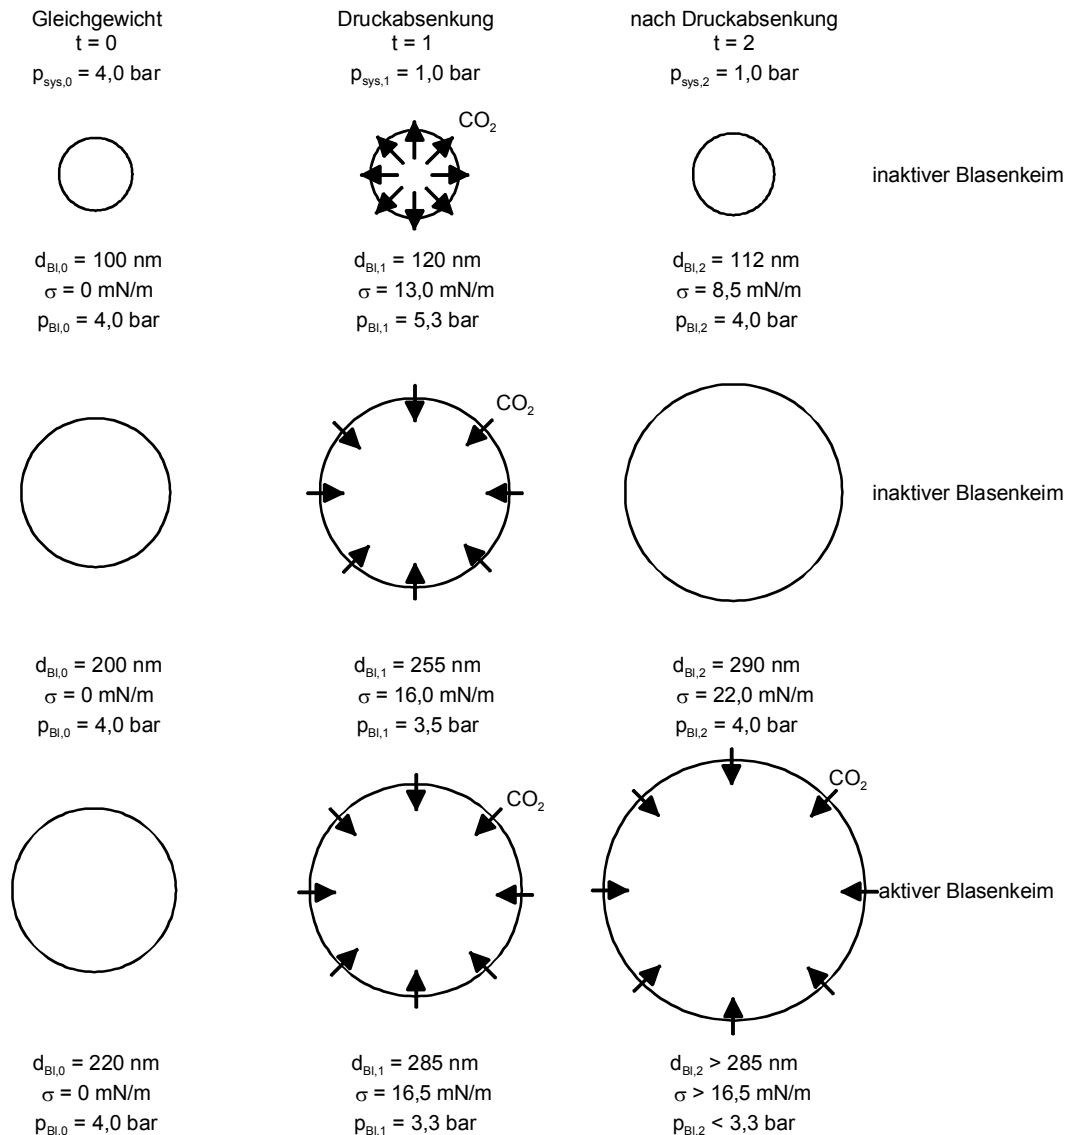 Gleichgewicht
t = 0
p_sys,0 = 4,0 bar
Druckabsenkung
t = 1
p_sys,1 = 1,0 bar
nach Druckabsenkung
t = 2
p_sys,2 = 1,0 bar
CO₂
inaktiver Blasenkeim
d_Bl,0 = 100 nm
σ = 0 mN/m
p_Bl,0 = 4,0 bar
d_Bl,1 = 120 nm
σ = 13,0 mN/m
p_Bl,1 = 5,3 bar
d_Bl,2 = 112 nm
σ = 8,5 mN/m
p_Bl,2 = 4,0 bar
CO₂
inaktiver Blasenkeim
d_Bl,0 = 200 nm
σ = 0 mN/m
p_Bl,0 = 4,0 bar
d_Bl,1 = 255 nm
σ = 16,0 mN/m
p_Bl,1 = 3,5 bar
d_Bl,2 = 290 nm
σ = 22,0 mN/m
p_Bl,2 = 4,0 bar
CO₂
CO₂
aktiver Blasenkeim
d_Bl,0 = 220 nm
σ = 0 mN/m
p_Bl,0 = 4,0 bar
d_Bl,1 = 285 nm
σ = 16,5 mN/m
p_Bl,1 = 3,3 bar
d_Bl,2 > 285 nm
σ > 16,5 mN/m
p_Bl,2 < 3,3 bar